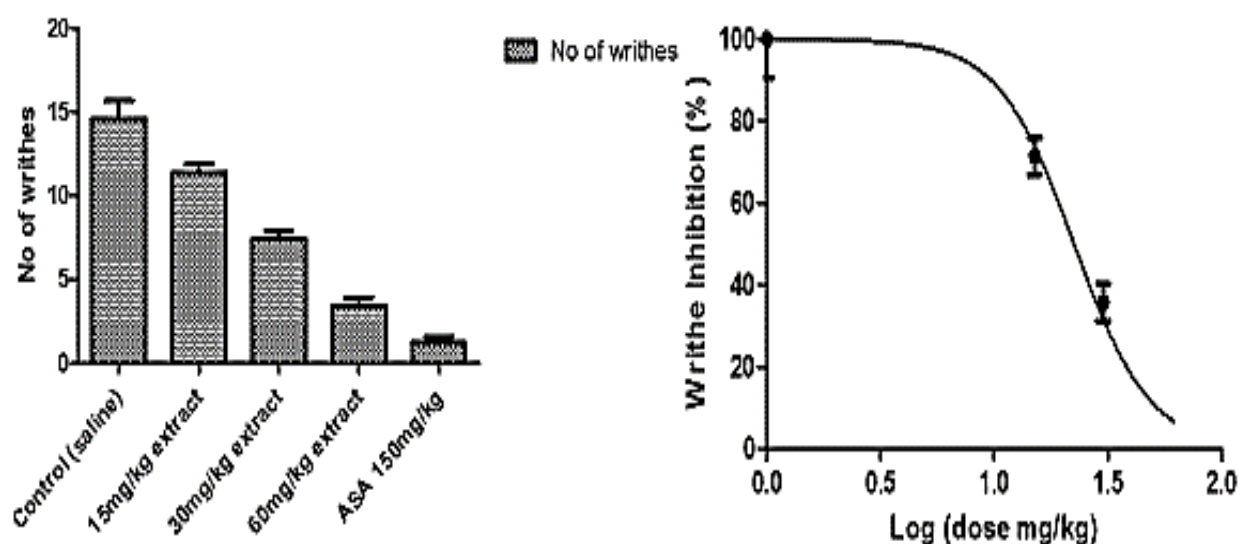 20
15
10
5
0
No of writhes
No of writhes
Control (saline)
15mg/kg extract
30mg/kg extract
60mg/kg extract
ASA 150mg/kg
100
80
60
40
20
0
Writhe Inhibition (%)
0.0 0.5 1.0 1.5 2.0
Log (dose mg/kg)